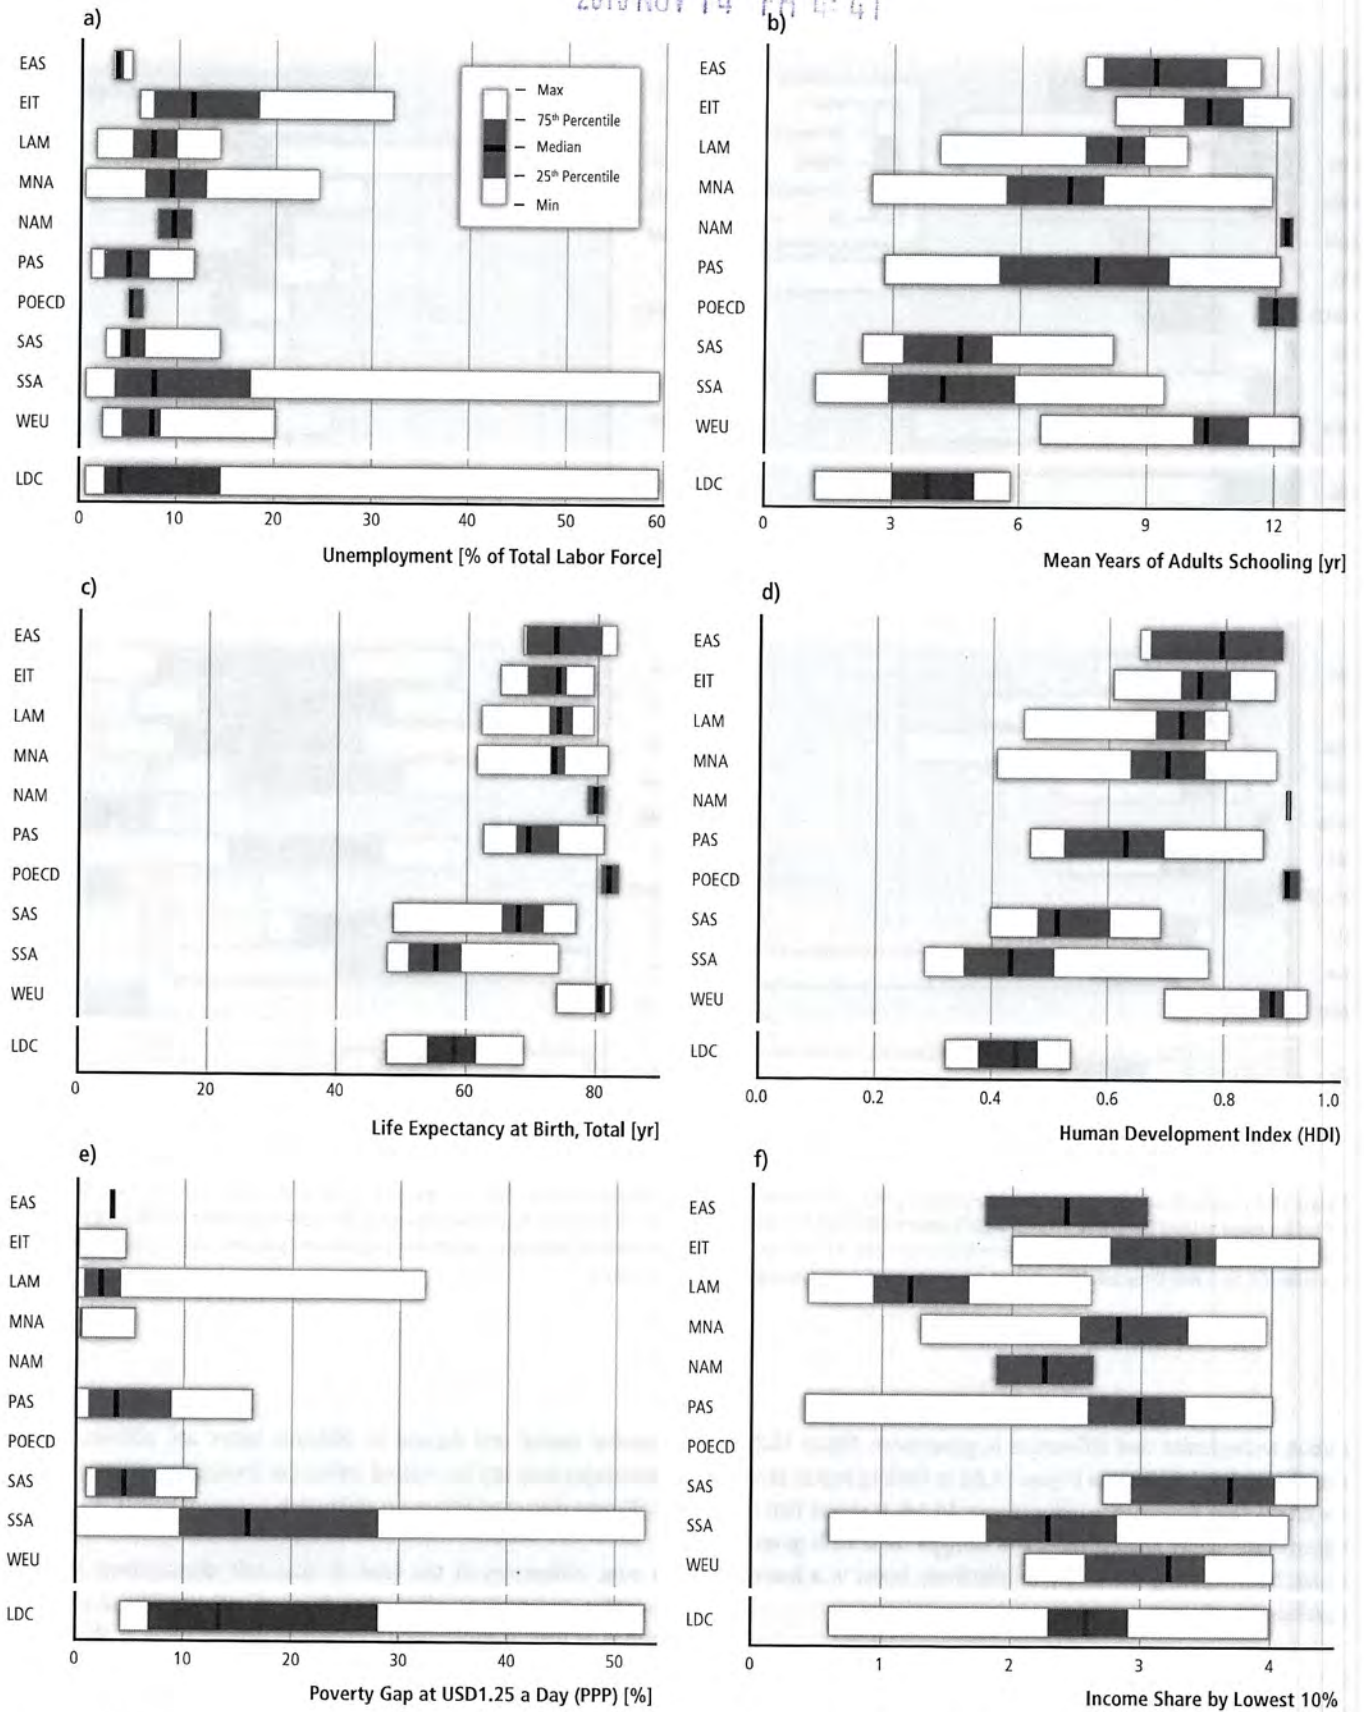 2016 NOV 14 PM 4:41
a)
EAS
EIT
LAM
MNA
NAM
PAS
POECD
SAS
SSA
WEU
LDC
Max
75th Percentile
Median
25th Percentile
Min
0 10 20 30 40 50 60
Unemployment [% of Total Labor Force]
b)
EAS
EIT
LAM
MNA
NAM
PAS
POECD
SAS
SSA
WEU
LDC
0 3 6 9 12
Mean Years of Adults Schooling [yr]
c)
EAS
EIT
LAM
MNA
NAM
PAS
POECD
SAS
SSA
WEU
LDC
0 20 40 60 80
Life Expectancy at Birth, Total [yr]
d)
EAS
EIT
LAM
MNA
NAM
PAS
POECD
SAS
SSA
WEU
LDC
0.0 0.2 0.4 0.6 0.8 1.0
Human Development Index (HDI)
e)
EAS
EIT
LAM
MNA
NAM
PAS
POECD
SAS
SSA
WEU
LDC
0 10 20 30 40 50
Poverty Gap at USD1.25 a Day (PPP) [%]
f)
EAS
EIT
LAM
MNA
NAM
PAS
POECD
SAS
SSA
WEU
LDC
0 1 2 3 4
Income Share by Lowest 10%